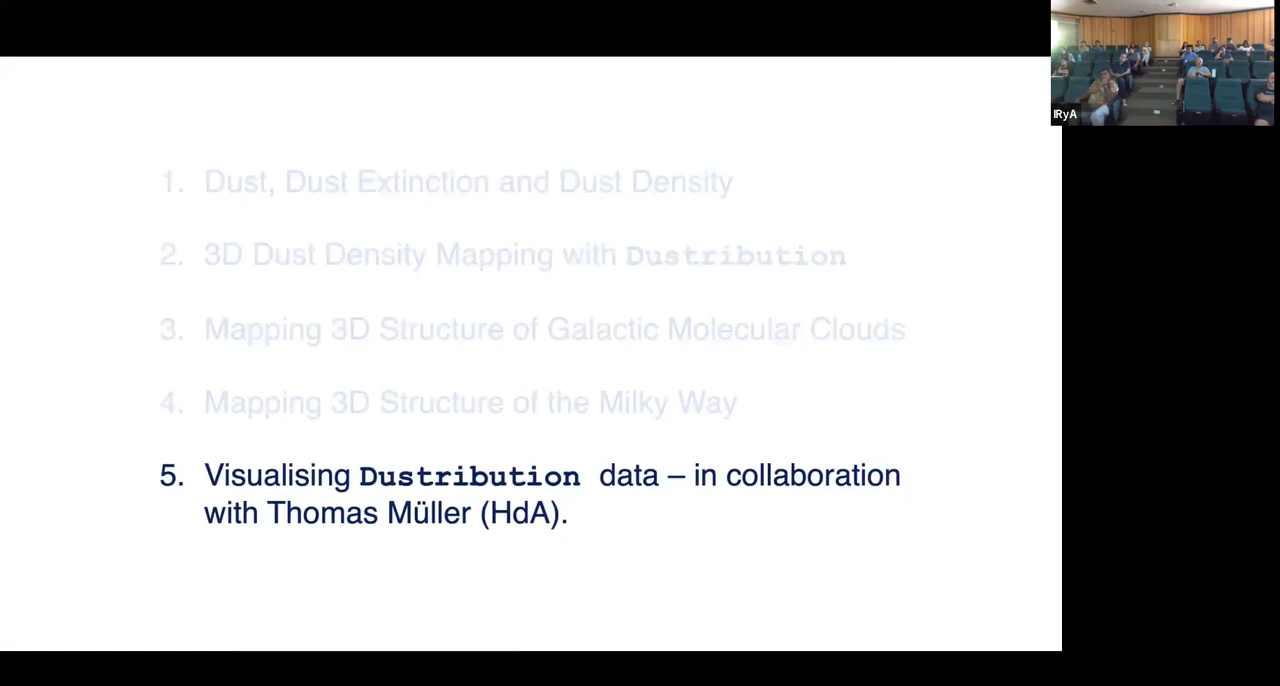 1. Dust, Dust Extinction and Dust Density
2. 3D Dust Density Mapping with Dustribution
3. Mapping 3D Structure of Galactic Molecular Clouds
4. Mapping 3D Structure of the Milky Way
5. Visualising Dustribution data – in collaboration
with Thomas Müller (HdA).
IRyA